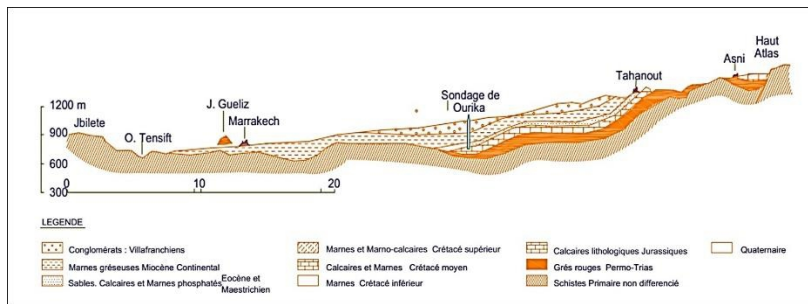 Haut
Atlas
Asni
Tahanout
Sondage de
Ourika
J. Gueliz
Marrakech
O. Tensift
Jbilete
1200 m
900
600
300
0
10
20
LEGENDE
Conglomérats : Villafranchiens
Marnes gréseuses Miocène Continental
Sables. Calcaires et Marnes phosphatés Eocène et
Maestrichien
Marnes et Marno-calcaires Crétacé supérieur
Calcaires et Marnes Crétacé moyen
Marnes Crétacé inférieur
Calcaires lithologiques Jurassiques
Grés rouges Permo-Trias
Schistes Primaire non differencié
Quaternaire